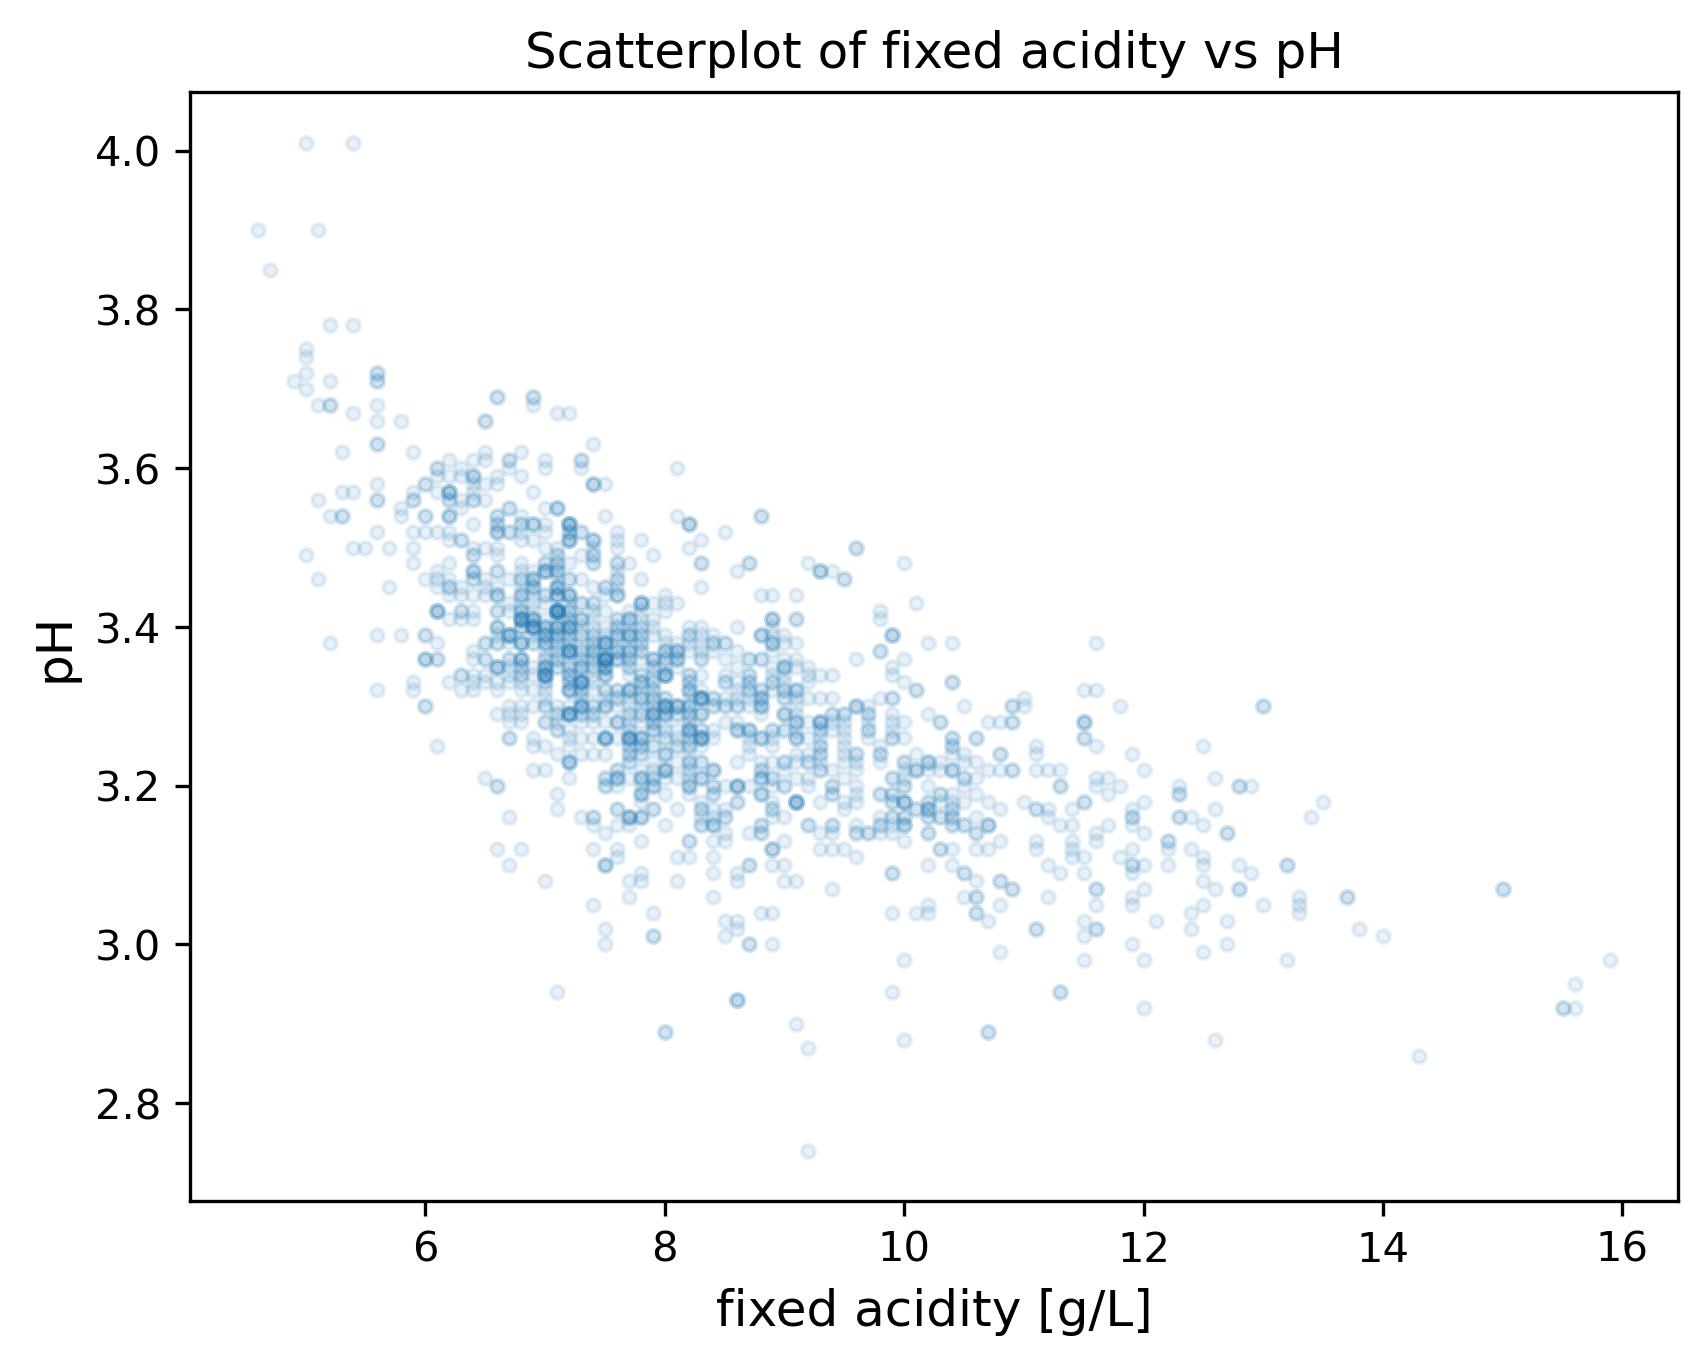 Scatterplot of fixed acidity vs pH
4.0
3.8
3.6
3.4
3.2
3.0
2.8
pH
6 8 10 12 14 16
fixed acidity [g/L]